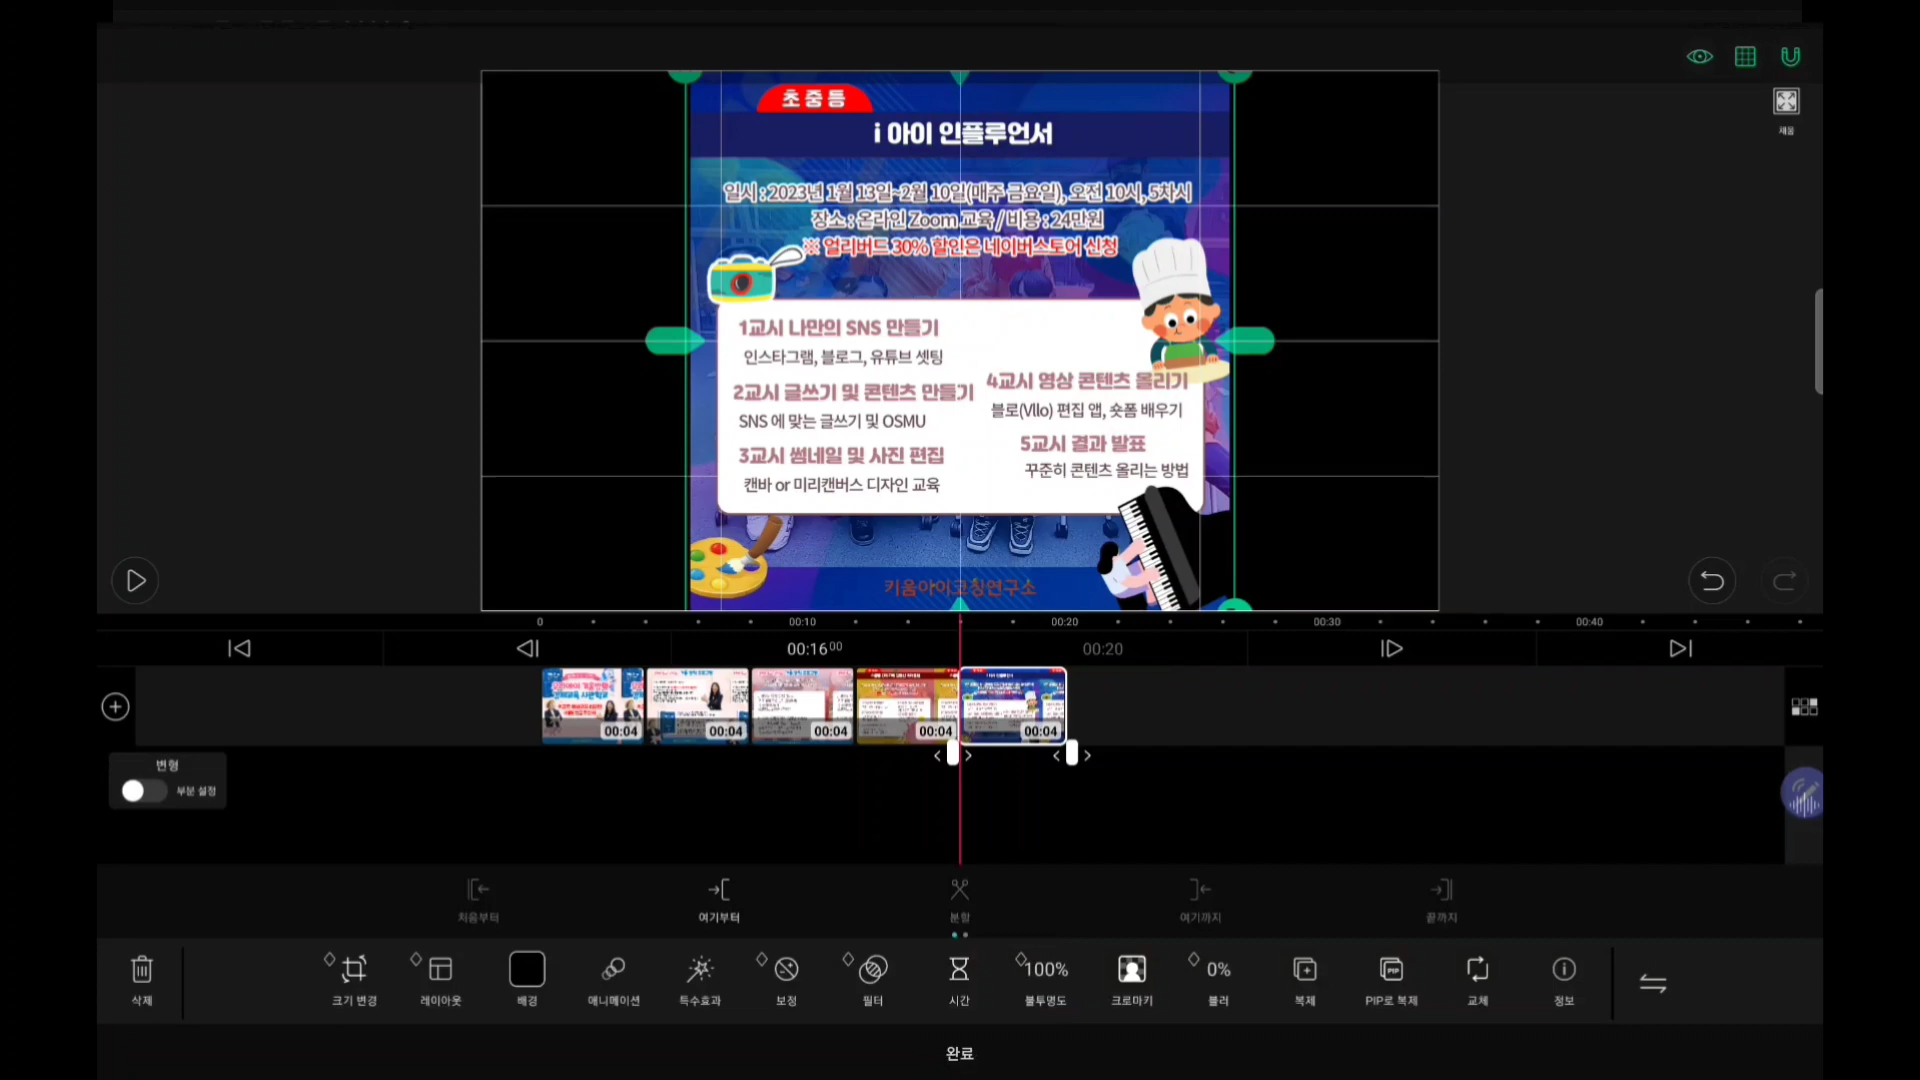 채움
초중등
i 아이 인플루언서
일시 : 2023년 1월 13일~2월 10일(매주 금요일), 오전 10시, 5차시
장소 : 온라인 Zoom 교육 / 비용 : 24만원
※ 얼리버드 30% 할인은 네이버스토어 신청
1교시 나만의 SNS 만들기
인스타그램, 블로그, 유튜브 셋팅
2교시 글쓰기 및 콘텐츠 만들기
SNS 에 맞는 글쓰기 및 OSMU
3교시 썸네일 및 사진 편집
캔바 or 미리캔버스 디자인 교육
4교시 영상 콘텐츠 올리기
블로(Vllo) 편집 앱, 숏폼 배우기
5교시 결과 발표
꾸준히 콘텐츠 올리는 방법
키움아이코칭연구소
0 00:10 00:20 00:30 00:40
00:16⁰⁰ 00:20
i 아이 인플루언서
00:04 00:04 00:04 00:04 00:04
변형
부분 설정
처음부터 여기부터 분할 여기까지 끝까지
100% 0%
PIP
삭제 크기 변경 레이아웃 배경 애니메이션 특수효과 보정 필터 시간 불투명도 크로마키 블러 복제 PIP로 복제 교체 정보
완료